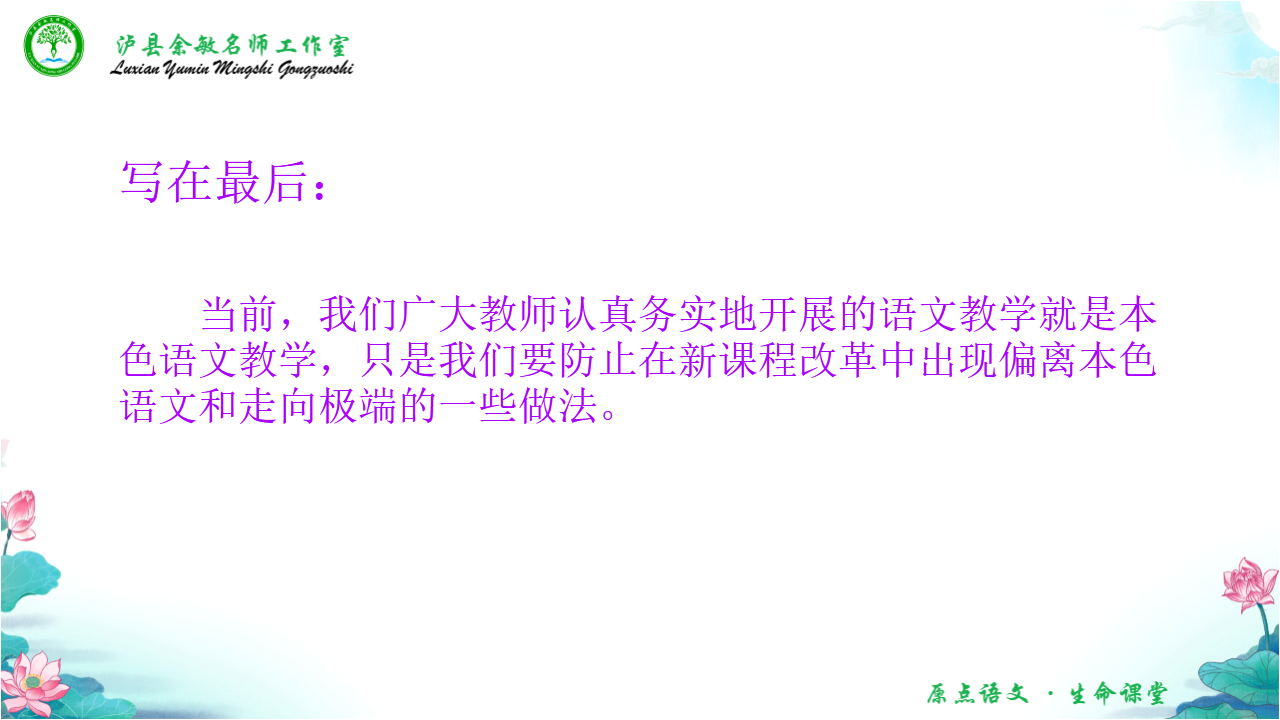 泸县余敏名师工作室
Luxian Yumin Mingshi Gongzuoshi
写在最后：
当前，我们广大教师认真务实地开展的语文教学就是本
色语文教学，只是我们要防止在新课程改革中出现偏离本色
语文和走向极端的一些做法。
原点语文 · 生命课堂